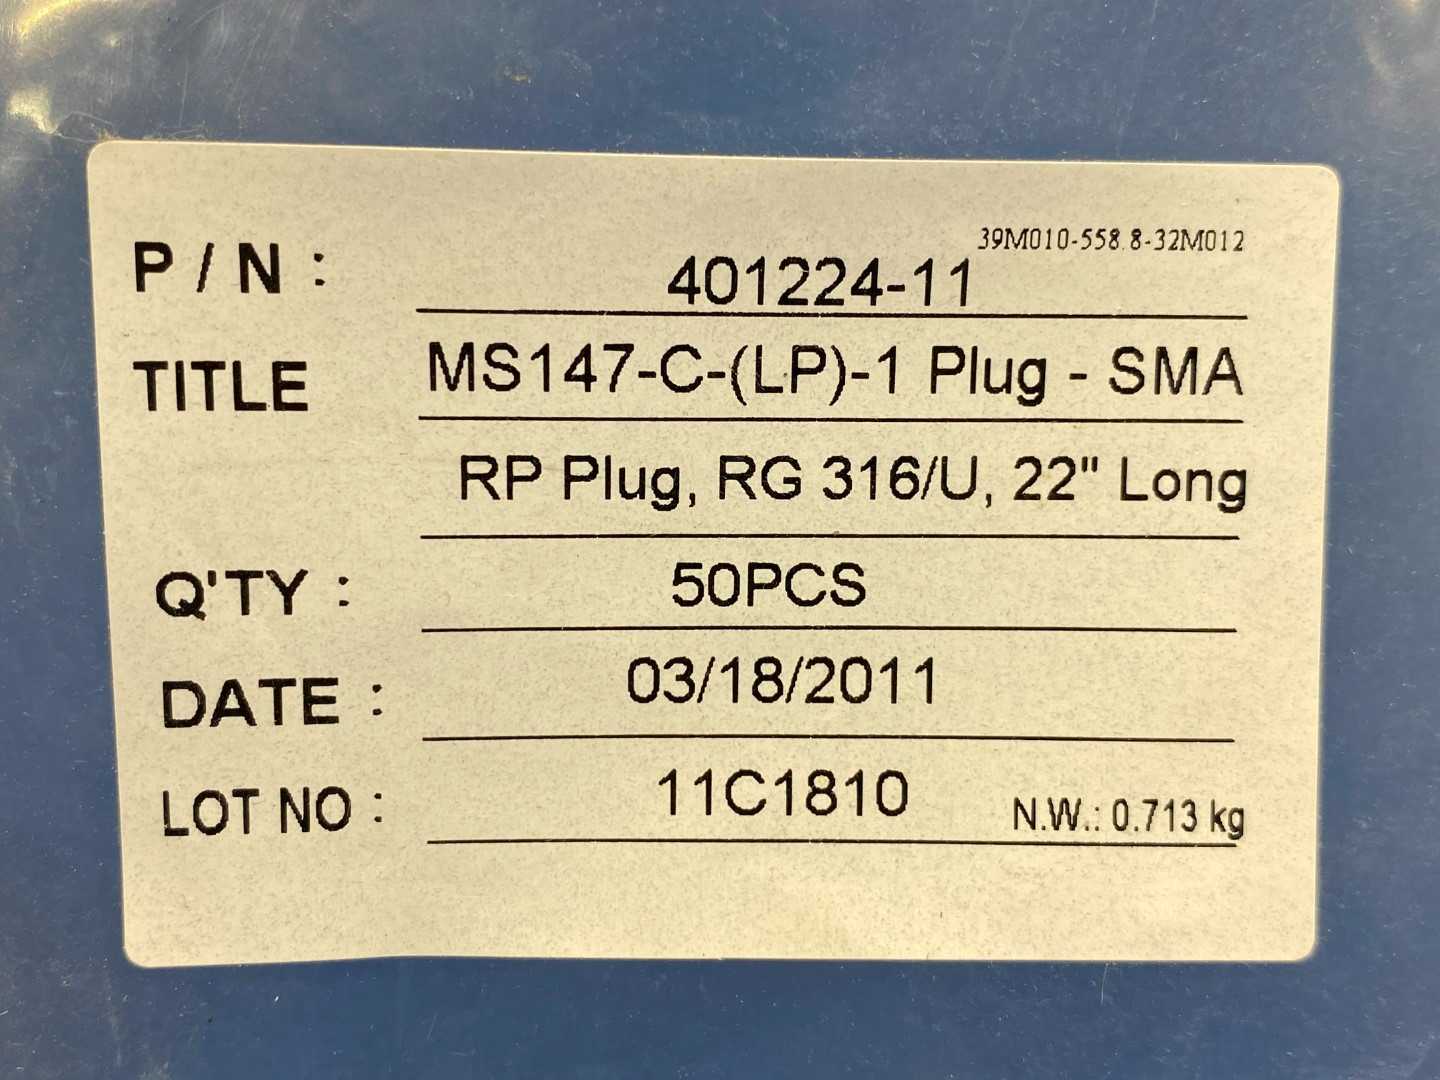 39M010-558.8-32M012
P / N : 401224-11
TITLE MS147-C-(LP)-1 Plug - SMA
RP Plug, RG 316/U, 22" Long
Q'TY : 50PCS
DATE : 03/18/2011
LOT NO : 11C1810 N.W.: 0.713 kg